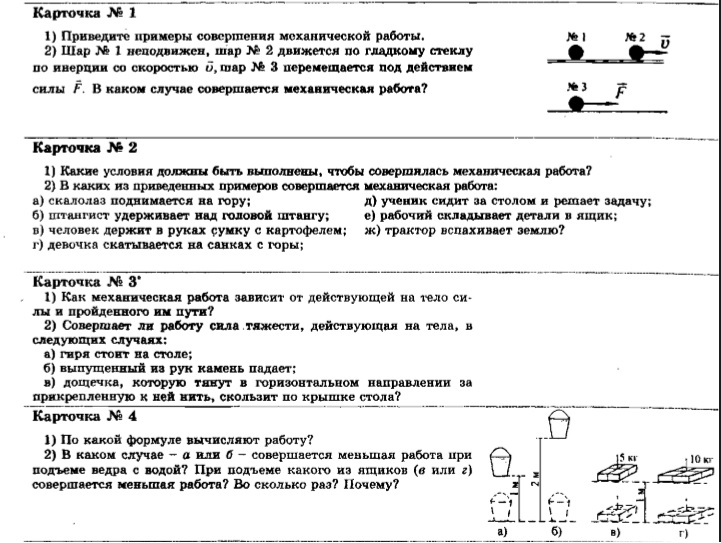 Карточка № 1
1) Приведите примеры совершения механической работы.
2) Шар № 1 неподвижен, шар № 2 движется по гладкому стеклу
по инерции со скоростью υ⃗, шар № 3 перемещается под действием
силы F⃗. В каком случае совершается механическая работа?
№ 1 № 2 υ⃗
№ 3 F⃗
Карточка № 2
1) Какие условия должны быть выполнены, чтобы совершилась механическая работа?
2) В каких из приведенных примеров совершается механическая работа:
а) скалолаз поднимается на гору; д) ученик сидит за столом и решает задачу;
б) штангист удерживает над головой штангу; е) рабочий складывает детали в ящик;
в) человек держит в руках сумку с картофелем; ж) трактор вспахивает землю?
г) девочка скатывается на санках с горы;
Карточка № 3*
1) Как механическая работа зависит от действующей на тело си-
лы и пройденного им пути?
2) Совершает ли работу сила тяжести, действующая на тела, в
следующих случаях:
а) гиря стоит на столе;
б) выпущенный из рук камень падает;
в) дощечка, которую тянут в горизонтальном направлении за
прикрепленную к ней нить, скользит по крышке стола?
Карточка № 4
1) По какой формуле вычисляют работу?
2) В каком случае – а или б – совершается меньшая работа при
подъеме ведра с водой? При подъеме какого из ящиков (в или г)
совершается меньшая работа? Во сколько раз? Почему?
1 м 2 м 5 кг 1 м 10 кг
а) б) в) г)